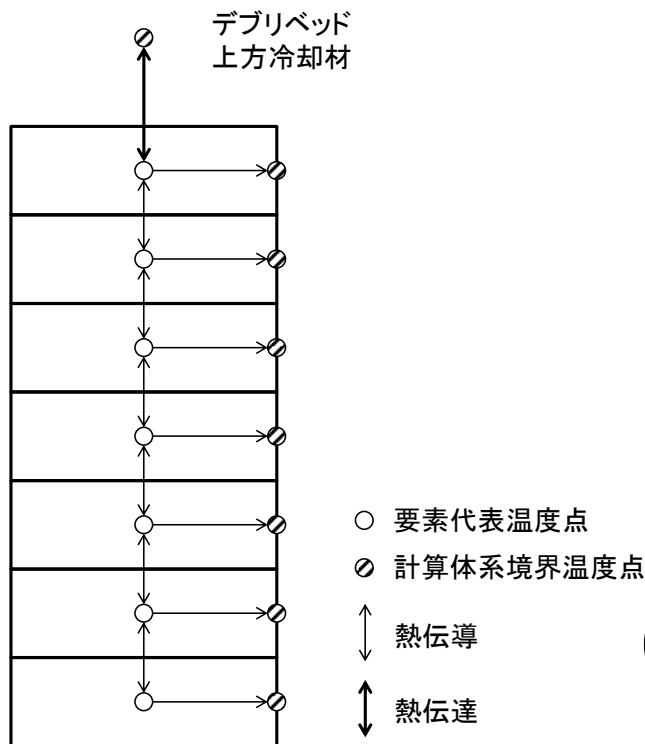 デブリベッド
上方冷却材
要素代表温度点
計算体系境界温度点
熱伝導
熱伝達